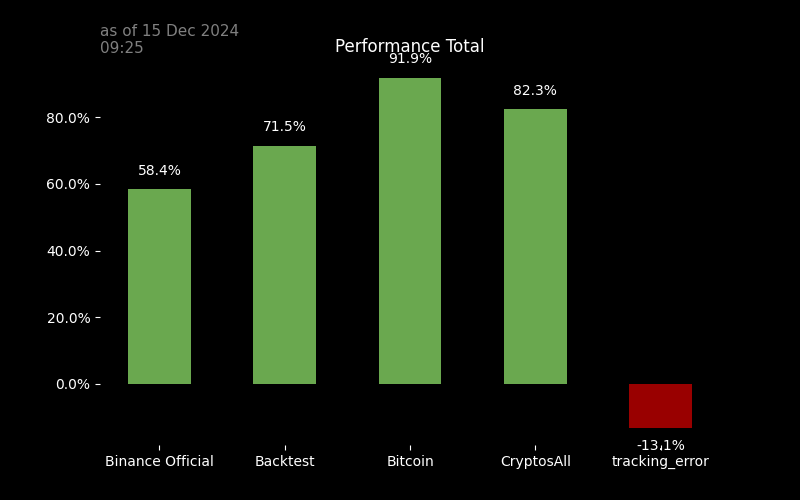 as of 15 Dec 2024
09:25
Performance Total
91.9%
82.3%
80.0%
71.5%
58.4%
60.0%
40.0%
20.0%
0.0%
-13.1%
Binance Official
Backtest
Bitcoin
CryptosAll
tracking_error